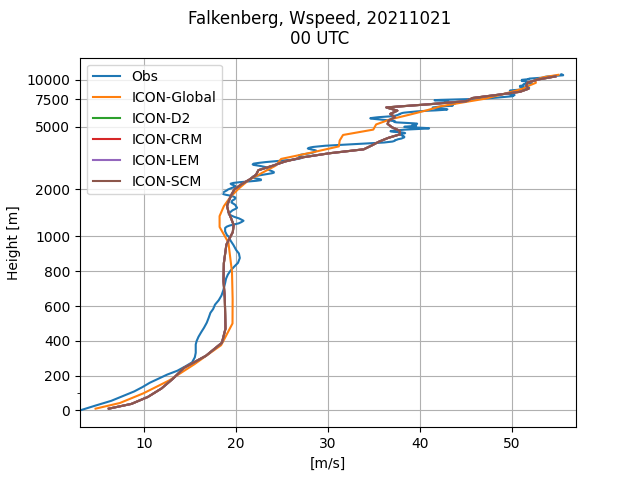 Falkenberg, Wspeed, 20211021
00 UTC
Obs
ICON-Global
ICON-D2
ICON-CRM
ICON-LEM
ICON-SCM
10000
7500
5000
2000
1000
800
600
400
200
0
Height [m]
10 20 30 40 50
[m/s]